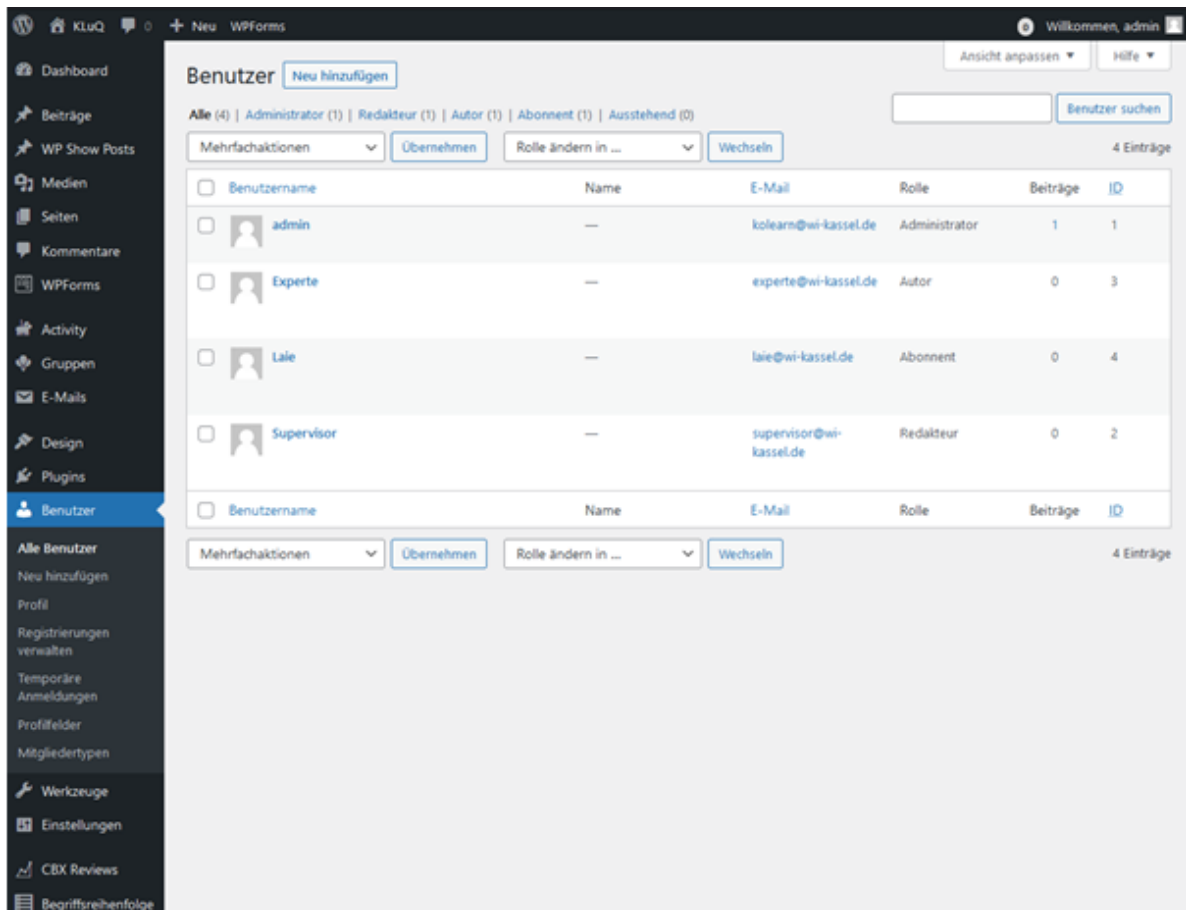 KLuQ 0 Neu WPForms 0 Willkommen, admin
Ansicht anpassen Hilfe
Dashboard
Beiträge
WP Show Posts
Medien
Seiten
Kommentare
WPForms
Activity
Gruppen
E-Mails
Design
Plugins
Benutzer
Alle Benutzer
Neu hinzufügen
Profil
Registrierungen
verwalten
Temporäre
Anmeldungen
Profilfelder
Mitgliedertypen
Werkzeuge
Einstellungen
CBX Reviews
Begriffsreihenfolge
Benutzer Neu hinzufügen
Alle (4) | Administrator (1) | Redakteur (1) | Autor (1) | Abonnent (1) | Ausstehend (0)
Benutzer suchen
Mehrfachaktionen Übernehmen Rolle ändern in ... Wechseln 4 Einträge
Benutzername Name E-Mail Rolle Beiträge ID
admin — kolearn@wi-kassel.de Administrator 1 1
Experte — experte@wi-kassel.de Autor 0 3
Laie — laie@wi-kassel.de Abonnent 0 4
Supervisor — supervisor@wi- Redakteur 0 2
kassel.de
Benutzername Name E-Mail Rolle Beiträge ID
Mehrfachaktionen Übernehmen Rolle ändern in ... Wechseln 4 Einträge